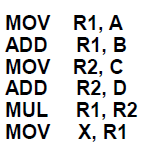 MOV R1, A
ADD R1, B
MOV R2, C
ADD R2, D
MUL R1, R2
MOV X, R1